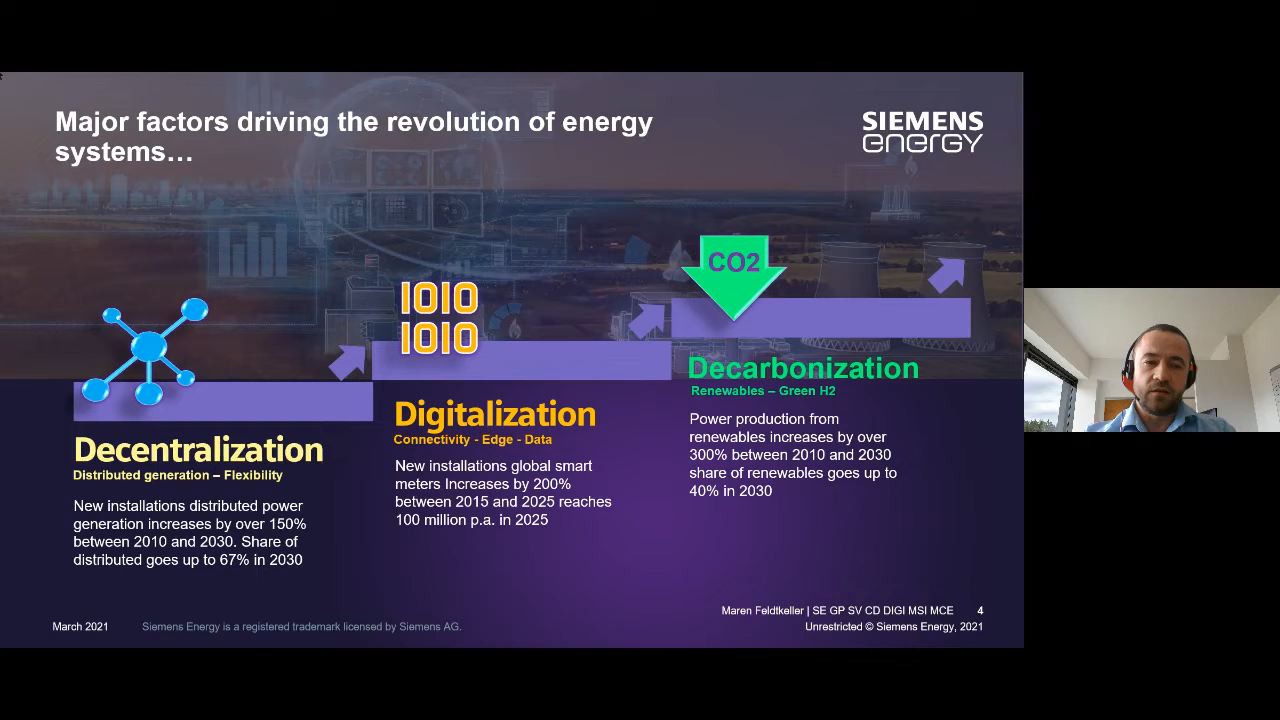 Major factors driving the revolution of energy
systems…
SIEMENS
energy
CO2
1010
1010
Decentralization
Distributed generation – Flexibility
New installations distributed power
generation increases by over 150%
between 2010 and 2030. Share of
distributed goes up to 67% in 2030
Digitalization
Connectivity - Edge - Data
New installations global smart
meters Increases by 200%
between 2015 and 2025 reaches
100 million p.a. in 2025
Decarbonization
Renewables – Green H2
Power production from
renewables increases by over
300% between 2010 and 2030
share of renewables goes up to
40% in 2030
Maren Feldtkeller | SE GP SV CD DIGI MSI MCE 4
March 2021 Siemens Energy is a registered trademark licensed by Siemens AG. Unrestricted © Siemens Energy, 2021